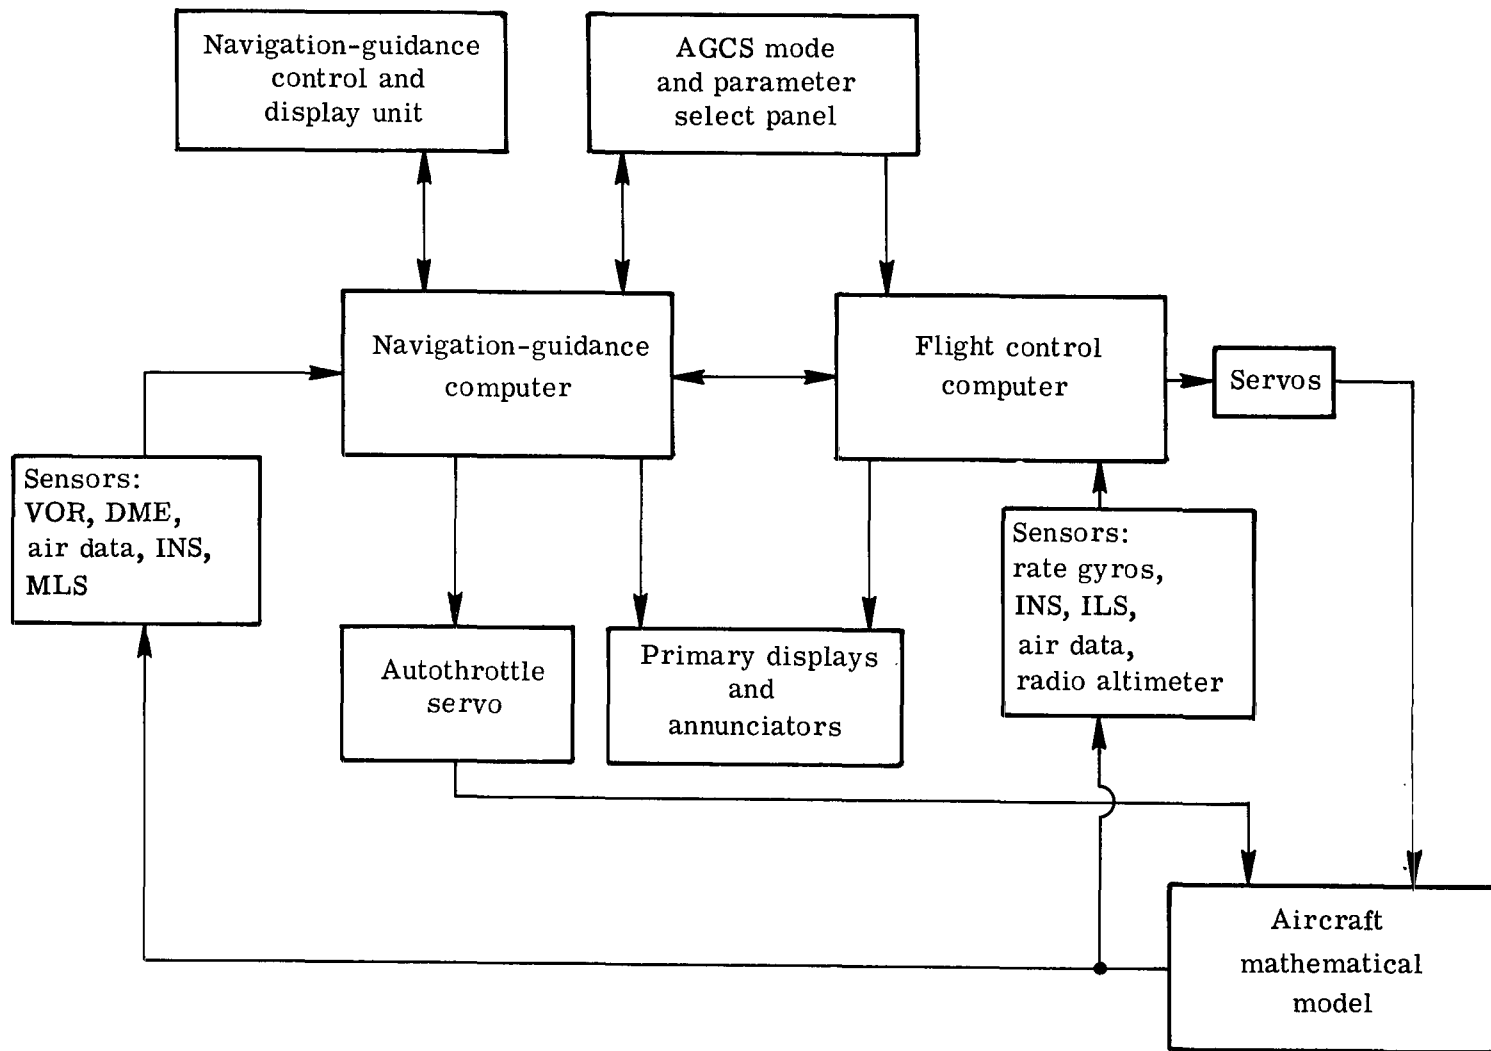 Navigation-guidance
control and
display unit
AGCS mode
and parameter
select panel
Navigation-guidance
computer
Flight control
computer
Servos
Sensors:
VOR, DME,
air data, INS,
MLS
Sensors:
rate gyros,
INS, ILS,
air data,
radio altimeter
Autothrottle
servo
Primary displays
and
annunciators
Aircraft
mathematical
model